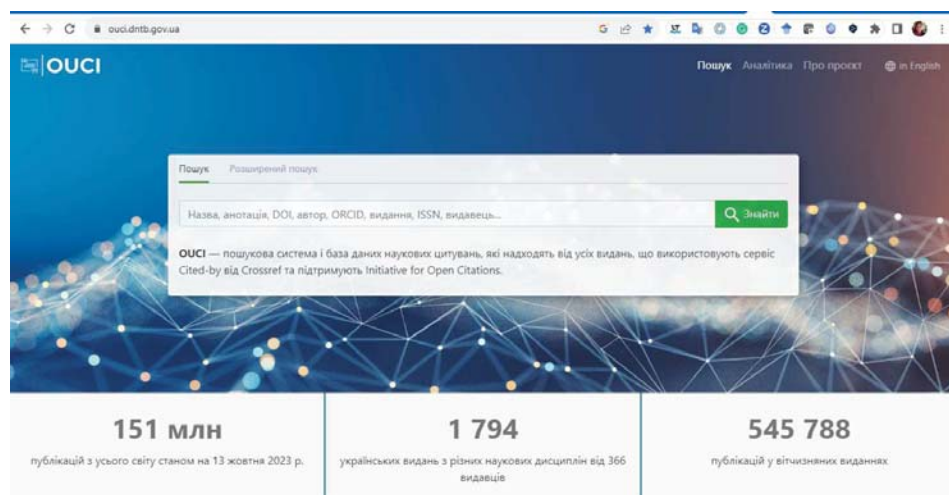 ouci.dntb.gov.ua
OUCI
Пошук Аналітика Про проєкт in English
Пошук Розширений пошук
Назва, анотація, DOI, автор, ORCID, видання, ISSN, видавець...
Знайти
OUCI — пошукова система і база даних наукових цитувань, які надходять від усіх видань, що використовують сервіс
Cited-by від Crossref та підтримують Initiative for Open Citations.
151 млн
публікацій з усього світу станом на 13 жовтня 2023 р.
1 794
українських видань з різних наукових дисциплін від 366
видавців
545 788
публікацій у вітчизняних виданнях